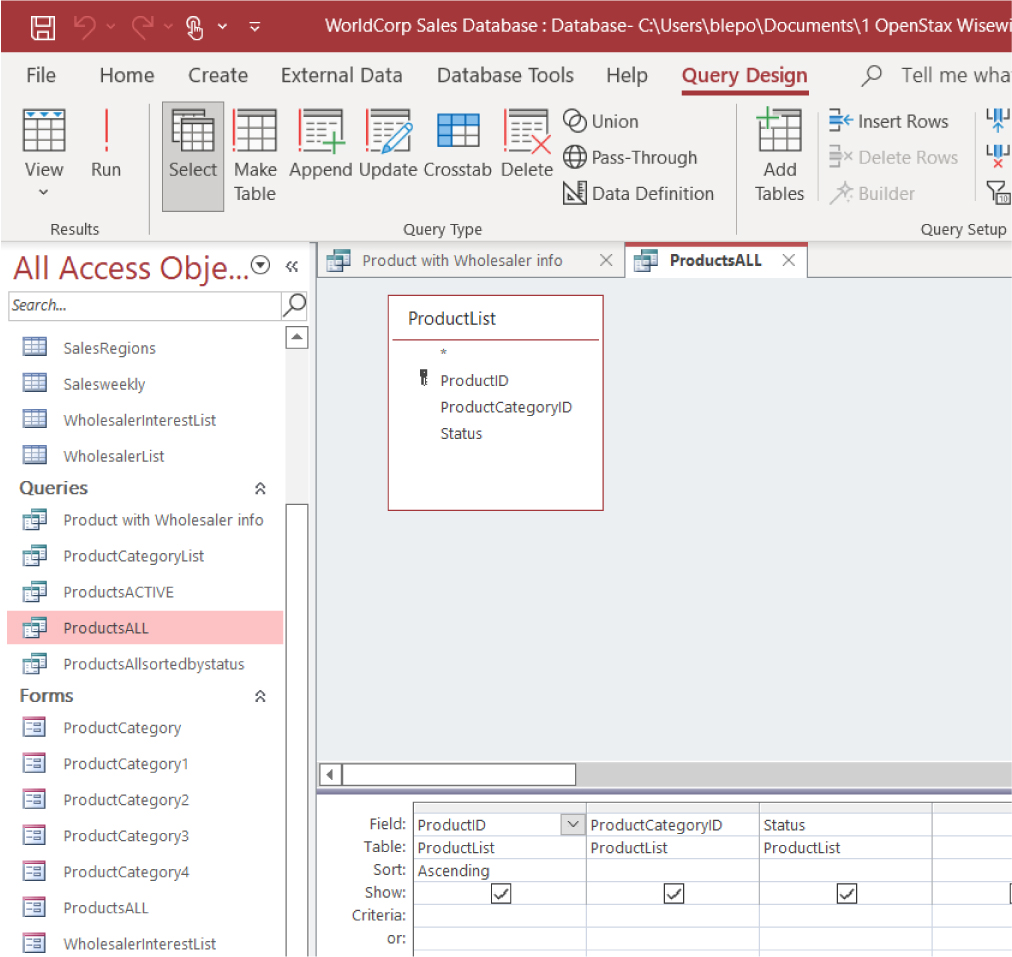 WorldCorp Sales Database : Database- C:\Users\blepo\Documents\1 OpenStax Wisewi
File Home Create External Data Database Tools Help Query Design Tell me wha
View Run Select Make Table Append Update Crosstab Delete
Union
Pass-Through
Data Definition
Add Tables
Insert Rows
Delete Rows
Builder
Results Query Type Query Setup
All Access Obje...
Search...
SalesRegions
Salesweekly
WholesalerInterestList
WholesalerList
Queries
Product with Wholesaler info
ProductCategoryList
ProductsACTIVE
ProductsALL
ProductsAllsortedbystatus
Forms
ProductCategory
ProductCategory1
ProductCategory2
ProductCategory3
ProductCategory4
ProductsALL
WholesalerInterestList
Product with Wholesaler info ProductsALL
ProductList
*
ProductID
ProductCategoryID
Status
Field: ProductID ProductCategoryID Status
Table: ProductList ProductList ProductList
Sort: Ascending
Show:
Criteria:
or: